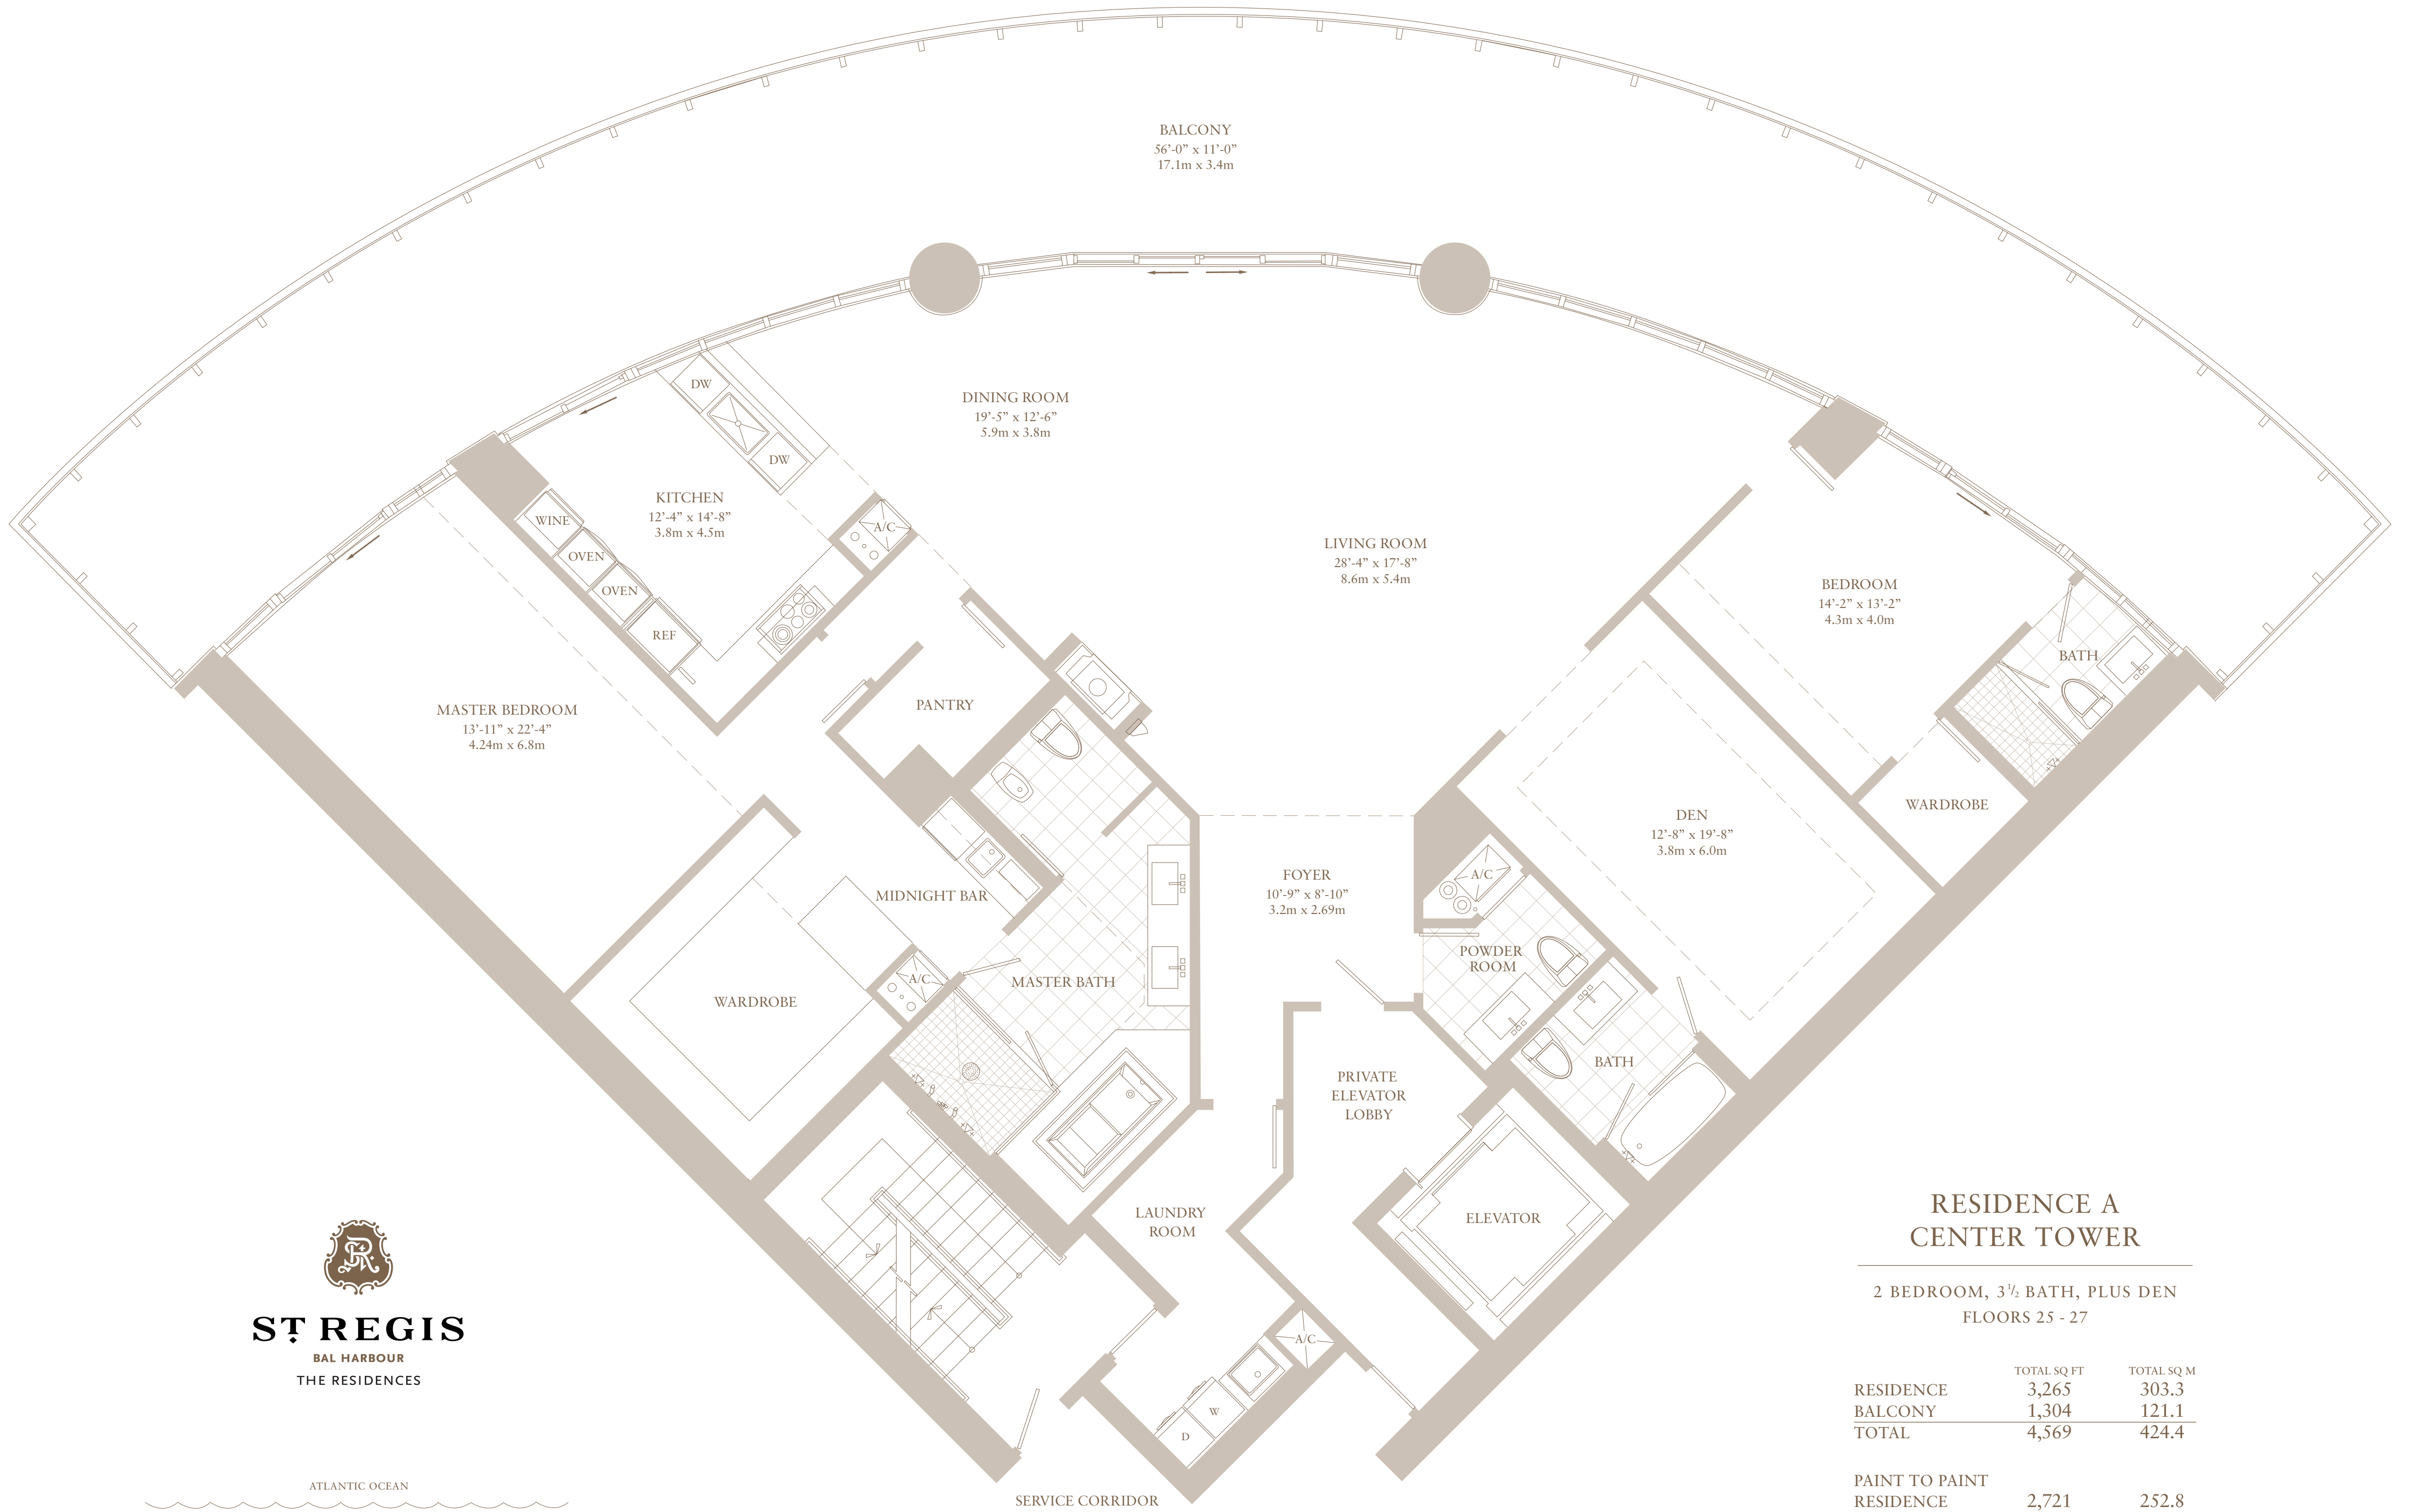 BALCONY
56’-0” x 11’-0”
17.1m x 3.4m
DW
DINING ROOM
19’-5” x 12’-6”
5.9m x 3.8m
DW
KITCHEN
12’-4” x 14’-8”
3.8m x 4.5m
WINE
OVEN
OVEN
REF
A/C
LIVING ROOM
28’-4” x 17’-8”
8.6m x 5.4m
BEDROOM
14’-2” x 13’-2”
4.3m x 4.0m
BATH
MASTER BEDROOM
13’-11” x 22’-4”
4.24m x 6.8m
PANTRY
WARDROBE
DEN
12’-8” x 19’-8”
3.8m x 6.0m
FOYER
10’-9” x 8’-10”
3.2m x 2.69m
A/C
MIDNIGHT BAR
POWDER
ROOM
A/C
MASTER BATH
WARDROBE
BATH
PRIVATE
ELEVATOR
LOBBY
LAUNDRY
ROOM
ELEVATOR
A/C
W
D
SERVICE CORRIDOR
SR
ST REGIS
BAL HARBOUR
THE RESIDENCES
ATLANTIC OCEAN
RESIDENCE A
CENTER TOWER
2 BEDROOM, 3 1/2 BATH, PLUS DEN
FLOORS 25 - 27
TOTAL SQ FT TOTAL SQ M
RESIDENCE 3,265 303.3
BALCONY 1,304 121.1
TOTAL 4,569 424.4
PAINT TO PAINT
RESIDENCE 2,721 252.8